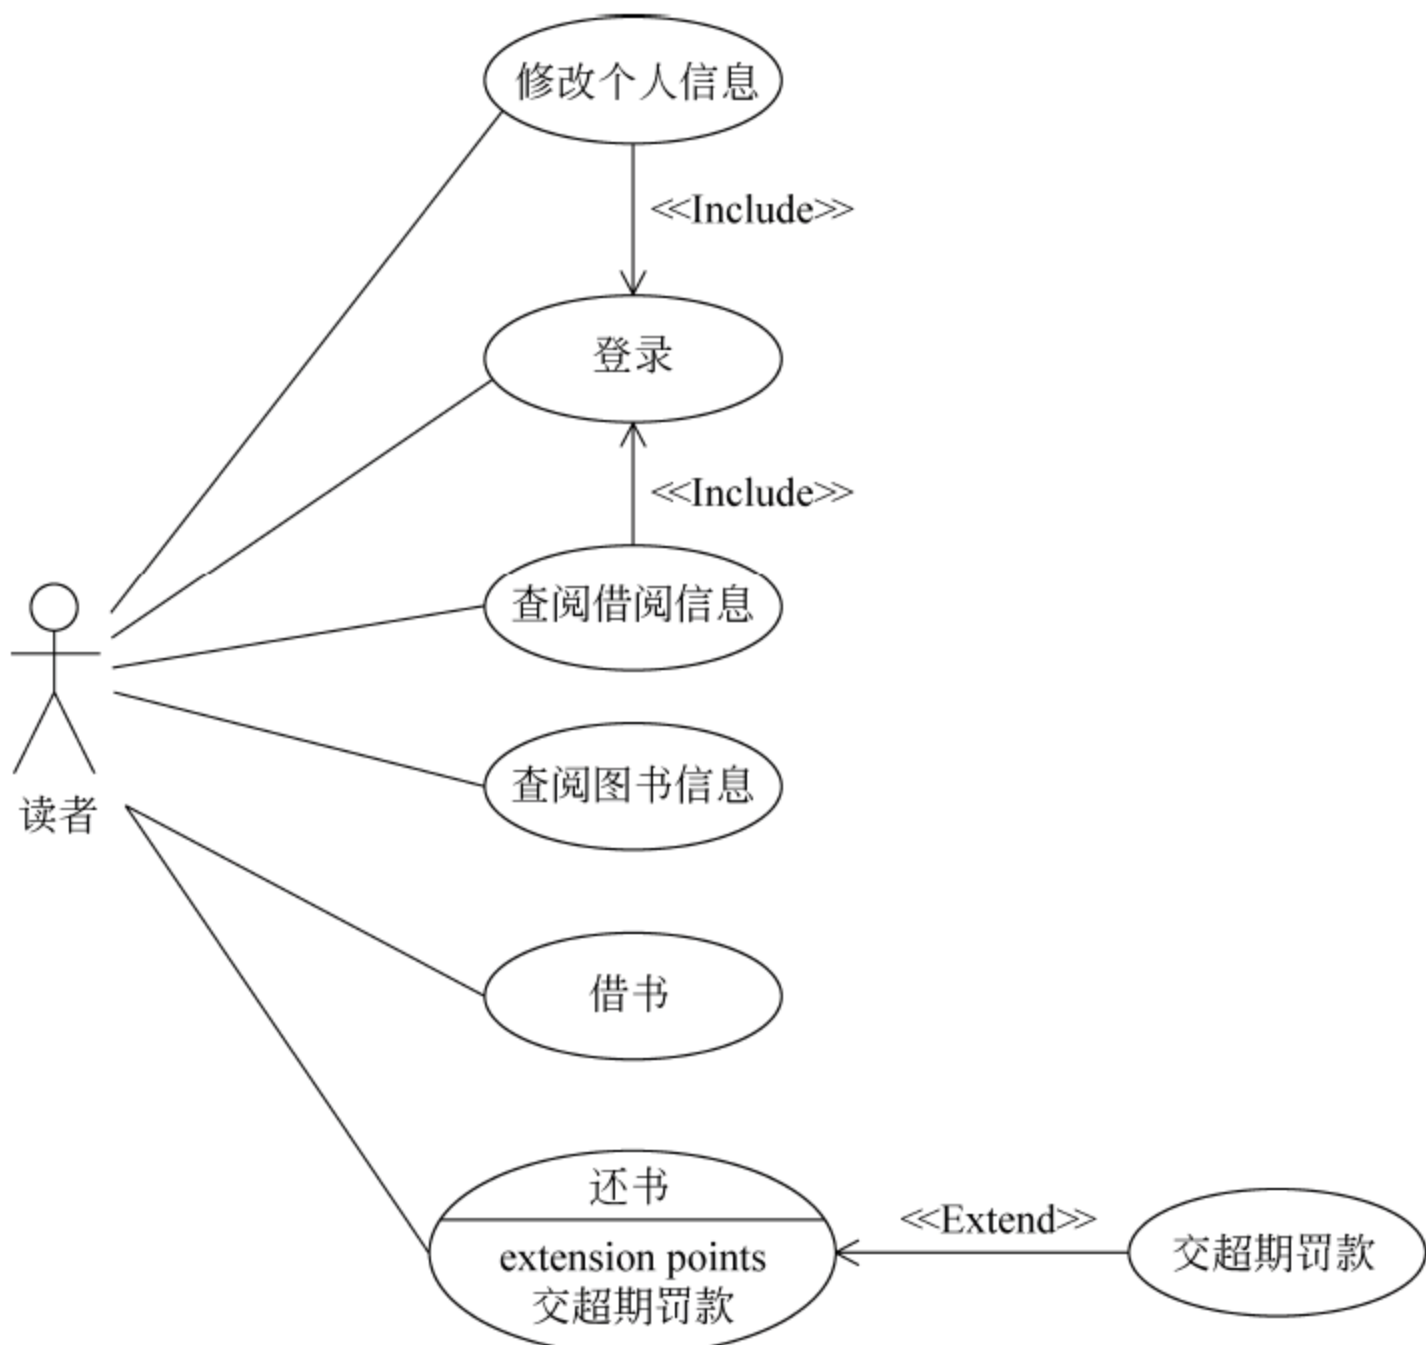 修改个人信息
<<Include>>
登录
<<Include>>
查阅借阅信息
查阅图书信息
读者
借书
还书
extension points
交超期罚款
<<Extend>>
交超期罚款